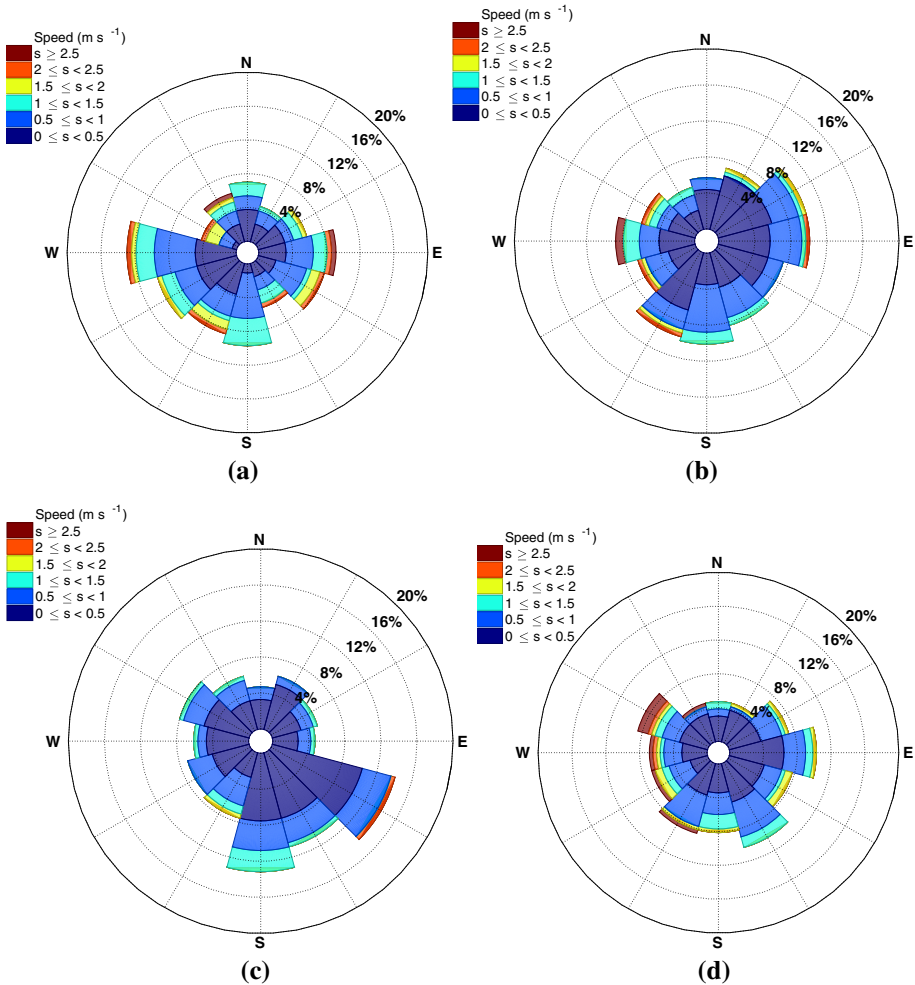 Speed (m s⁻¹)
s ≥ 2.5
2 ≤ s < 2.5
1.5 ≤ s < 2
1 ≤ s < 1.5
0.5 ≤ s < 1
0 ≤ s < 0.5
N
20%
16%
12%
8%
4%
W
E
S
(a)
Speed (m s⁻¹)
s ≥ 2.5
2 ≤ s < 2.5
1.5 ≤ s < 2
1 ≤ s < 1.5
0.5 ≤ s < 1
0 ≤ s < 0.5
N
20%
16%
12%
8%
4%
W
E
S
(b)
Speed (m s⁻¹)
s ≥ 2.5
2 ≤ s < 2.5
1.5 ≤ s < 2
1 ≤ s < 1.5
0.5 ≤ s < 1
0 ≤ s < 0.5
N
20%
16%
12%
8%
4%
W
E
S
(c)
Speed (m s⁻¹)
s ≥ 2.5
2 ≤ s < 2.5
1.5 ≤ s < 2
1 ≤ s < 1.5
0.5 ≤ s < 1
0 ≤ s < 0.5
N
20%
16%
12%
8%
4%
W
E
S
(d)